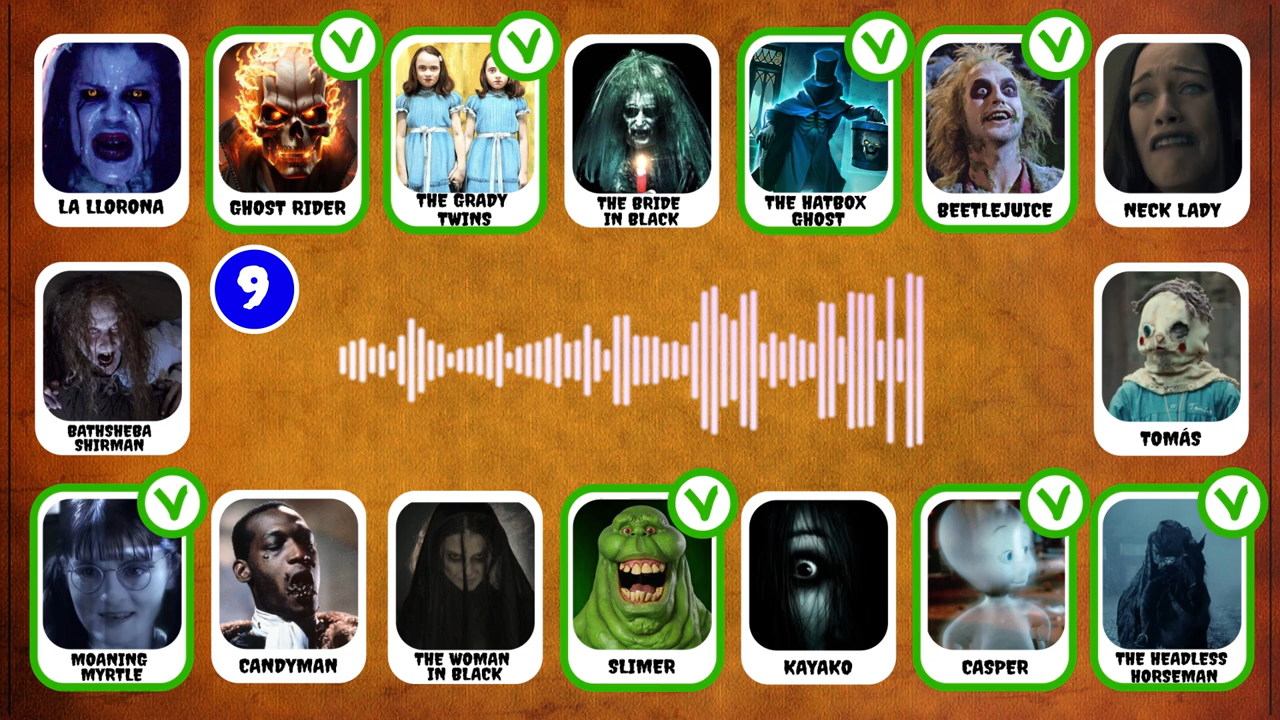 LA LLORONA
GHOST RIDER
THE GRADY
TWINS
THE BRIDE
IN BLACK
THE HATBOX
GHOST
BEETLEJUICE
NECK LADY
BATHSHEBA
SHIRMAN
9
TOMÁS
MOANING
MYRTLE
CANDYMAN
THE WOMAN
IN BLACK
SLIMER
KAYAKO
CASPER
THE HEADLESS
HORSEMAN